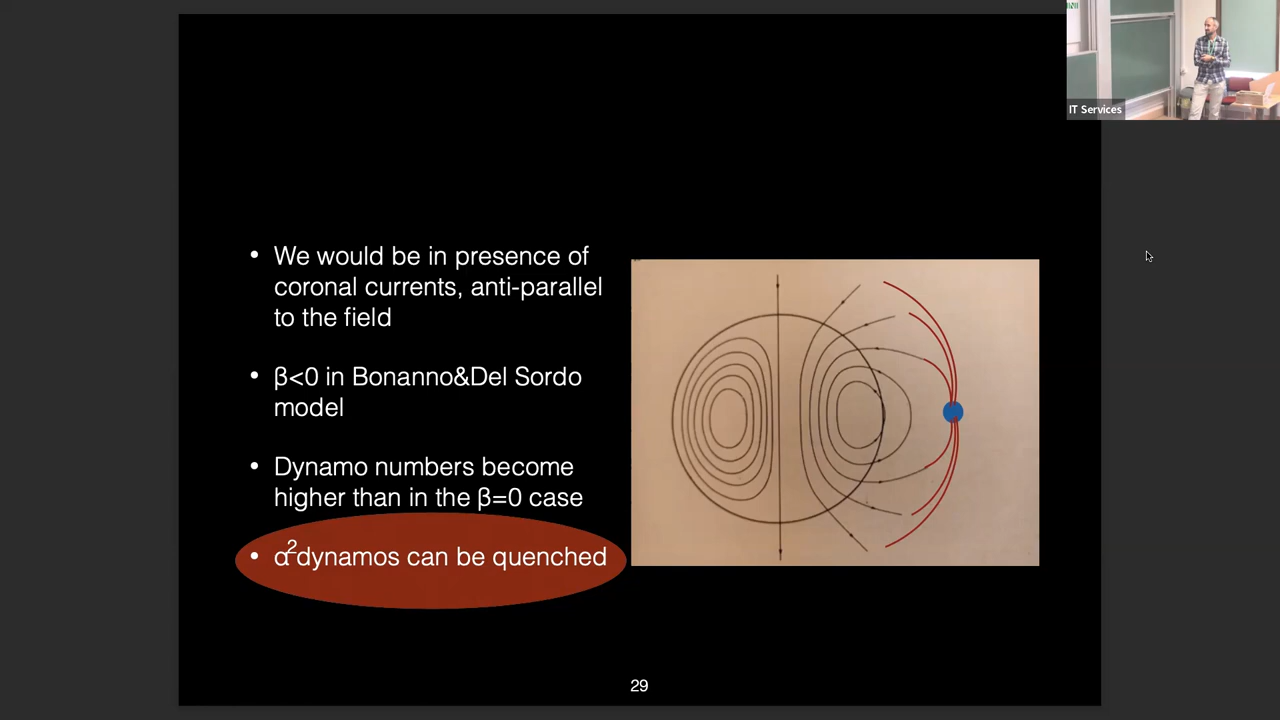 IT Services
• We would be in presence of
coronal currents, anti-parallel
to the field
• β<0 in Bonanno&Del Sordo
model
• Dynamo numbers become
higher than in the β=0 case
• α²dynamos can be quenched
29